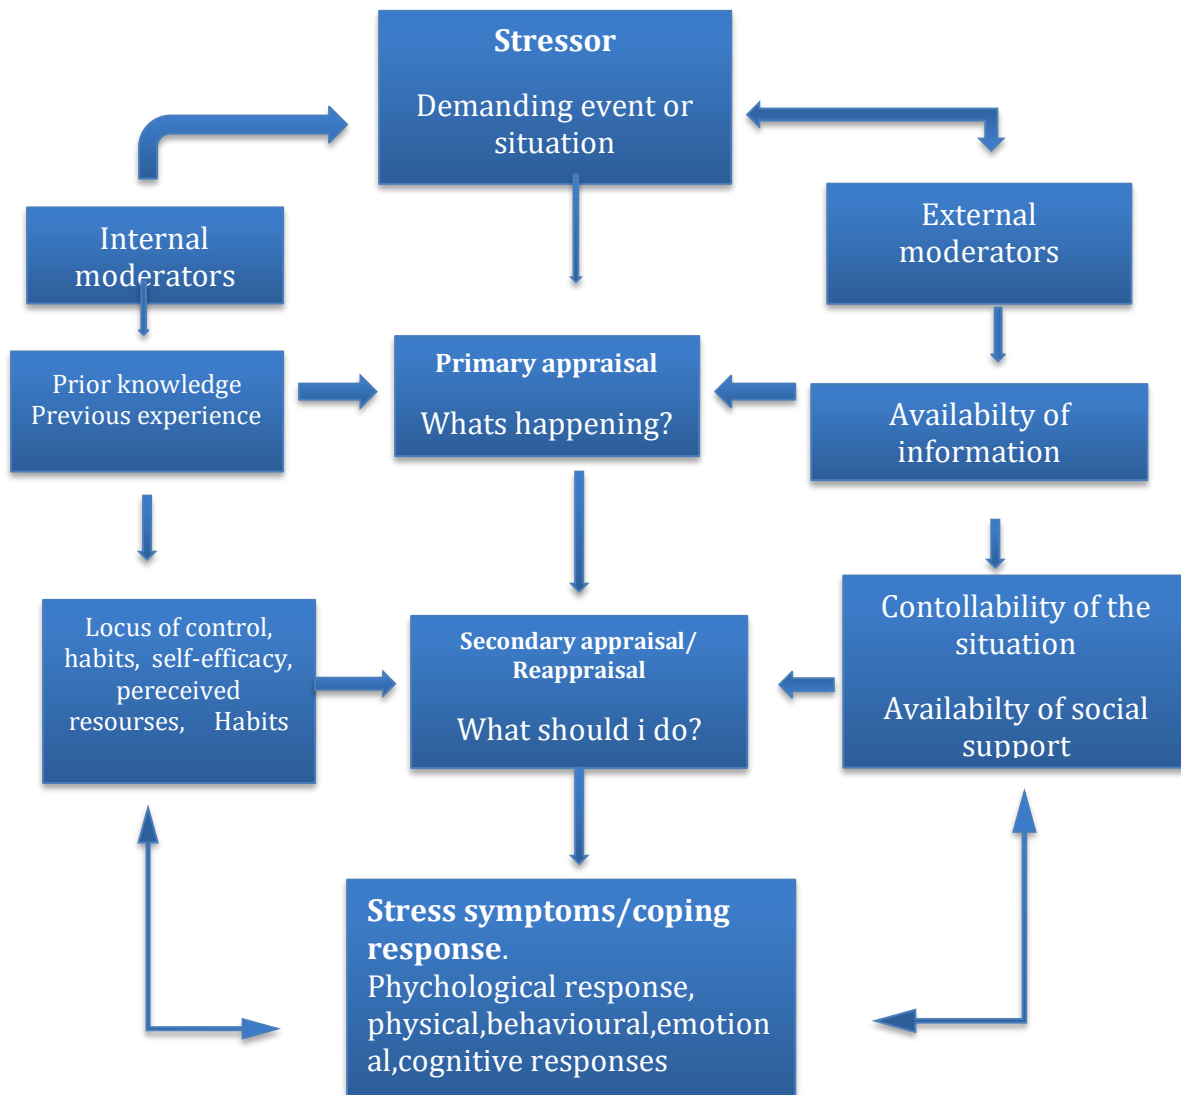 Stressor
Demanding event or
situation
Internal
moderators
External
moderators
Prior knowledge
Previous experience
Primary appraisal
Whats happening?
Availabilty of
information
Locus of control,
habits, self-efficacy,
pereceived
resourses, Habits
Secondary appraisal/
Reappraisal
What should i do?
Contollability of the
situation
Availabilty of social
support
Stress symptoms/coping
response.
Phychological response,
physical,behavioural,emotion
al,cognitive responses